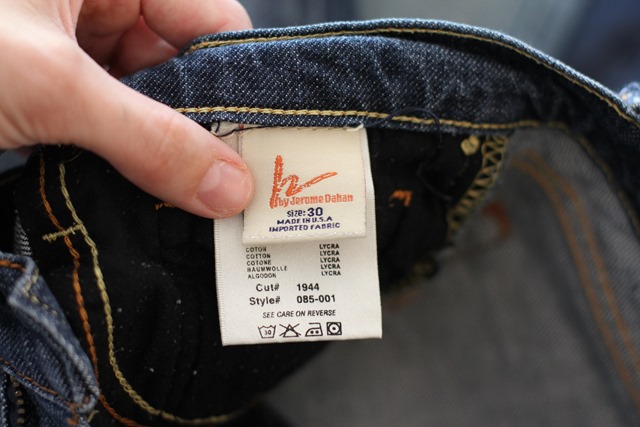 by Jerome Dahan
SIZE: 30
MADE IN U.S.A
IMPORTED FABRIC
COTON LYCRA
COTTON LYCRA
COTONE LYCRA
BAUMWOLLE LYCRA
ALGODON LYCRA
Cut# 1944
Style# 085-001
SEE CARE ON REVERSE
30